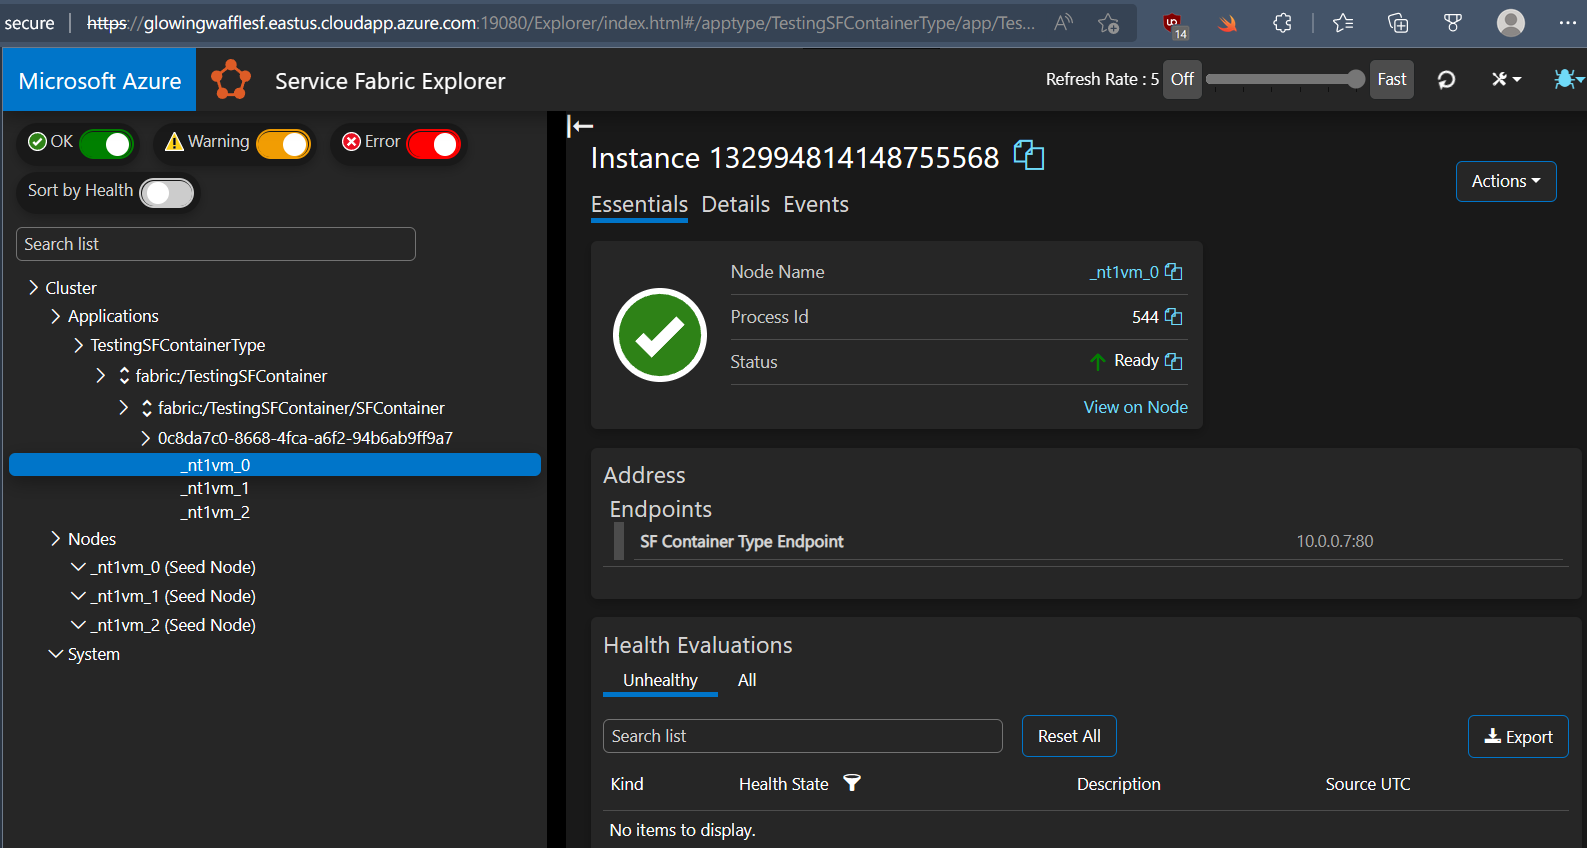 secure | https://glowingwafflesf.eastus.cloudapp.azure.com:19080/Explorer/index.html#/apptype/TestingSFContainerType/app/Tes...
14
Microsoft Azure
Service Fabric Explorer
Refresh Rate : 5 Off Fast
OK Warning Error
Sort by Health
Search list
Cluster
Applications
TestingSFContainerType
fabric:/TestingSFContainer
fabric:/TestingSFContainer/SFContainer
0c8da7c0-8668-4fca-a6f2-94b6ab9ff9a7
_nt1vm_0
_nt1vm_1
_nt1vm_2
Nodes
_nt1vm_0 (Seed Node)
_nt1vm_1 (Seed Node)
_nt1vm_2 (Seed Node)
System
Instance 132994814148755568
Actions
Essentials Details Events
Node Name _nt1vm_0
Process Id 544
Status Ready
View on Node
Address
Endpoints
SF Container Type Endpoint 10.0.0.7:80
Health Evaluations
Unhealthy All
Search list Reset All Export
Kind Health State Description Source UTC
No items to display.